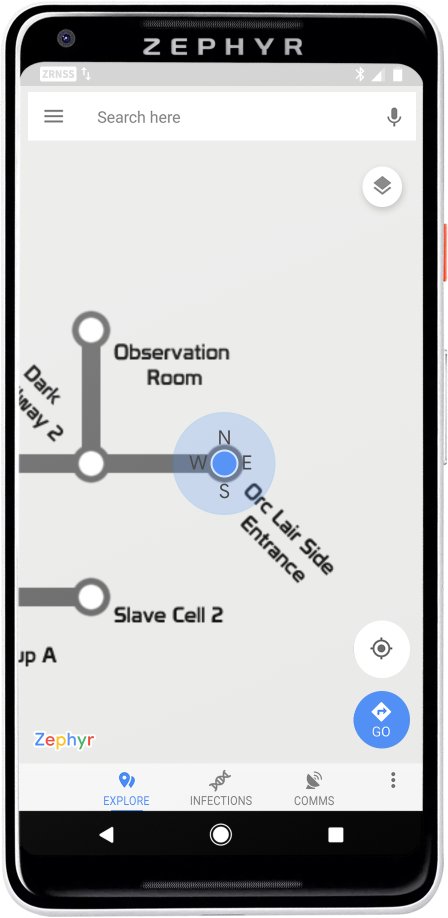 ZEPHYR
ZRNSS
Search here
Observation
Room
Dark
way 2
N
W E
S
Orc Lair Side
Entrance
Slave Cell 2
up A
GO
Zephyr
EXPLORE INFECTIONS COMMS